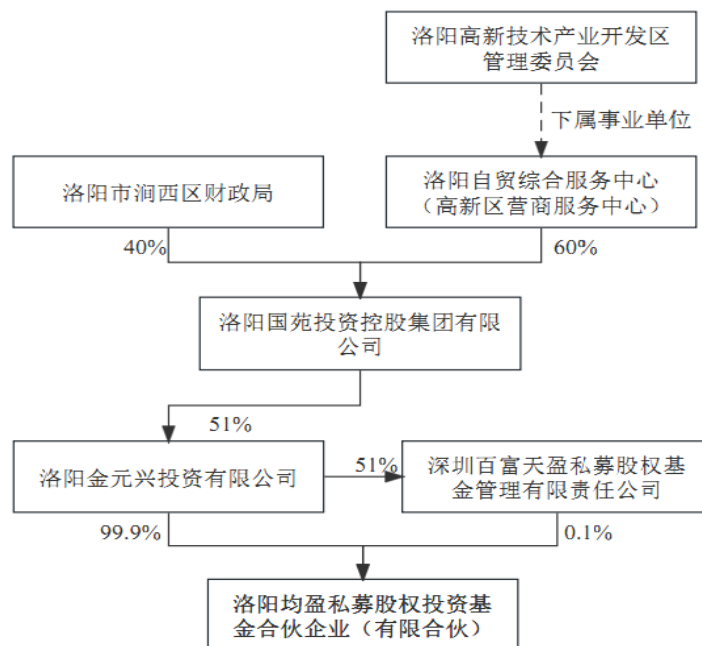 洛阳高新技术产业开发区
管理委员会
下属事业单位
洛阳市涧西区财政局
洛阳自贸综合服务中心
（高新区营商服务中心）
40%
60%
洛阳国苑投资控股集团有限
公司
51%
洛阳金元兴投资有限公司
51%
深圳百富天盈私募股权基
金管理有限责任公司
99.9%
0.1%
洛阳均盈私募股权投资基
金合伙企业（有限合伙）